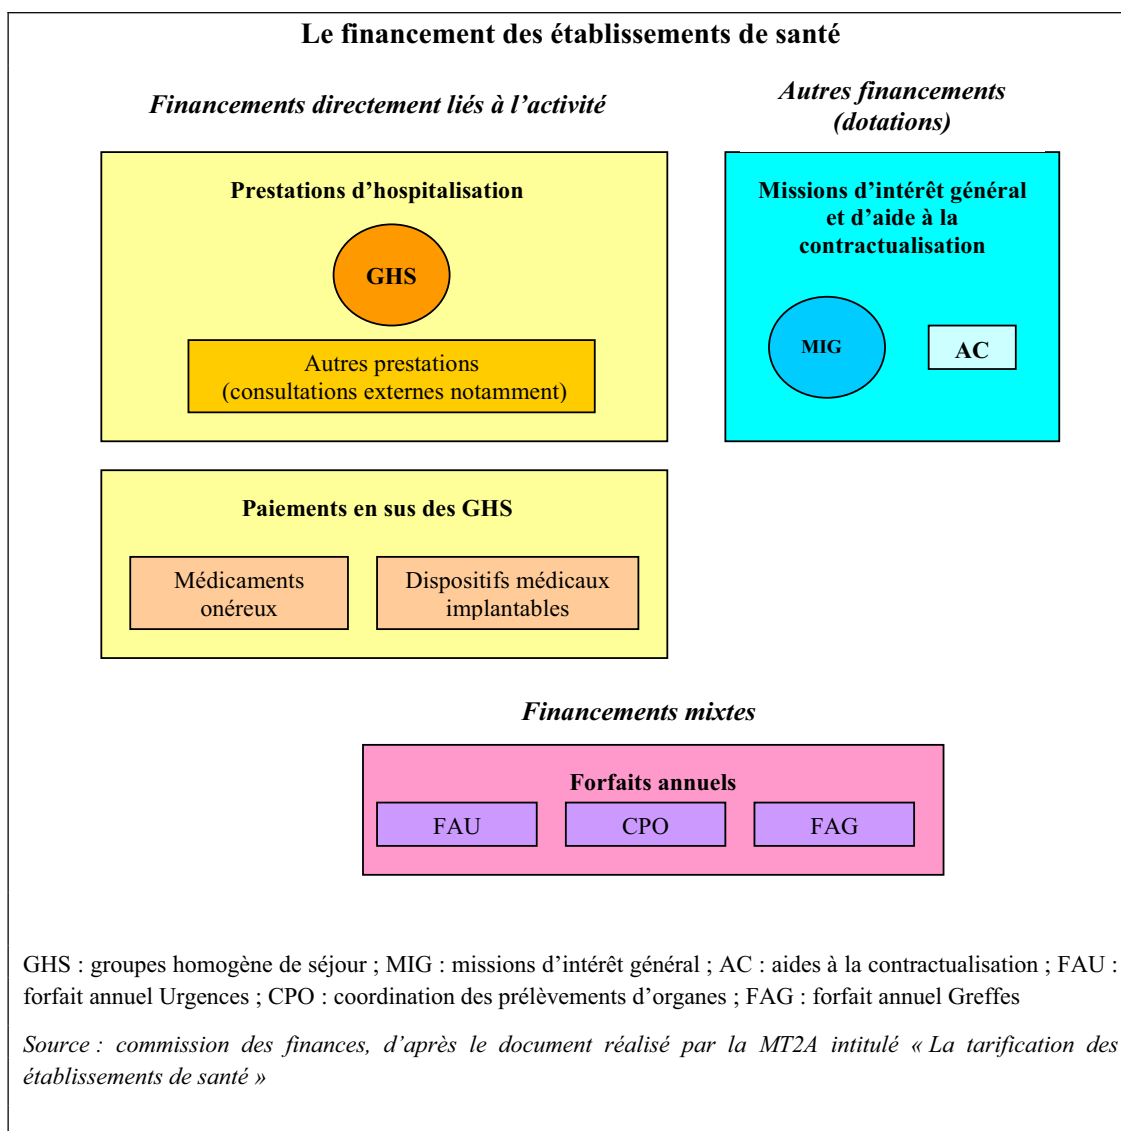 Le financement des établissements de santé
Financements directement liés à l’activité
Autres financements
(dotations)
Prestations d’hospitalisation
GHS
Autres prestations
(consultations externes notamment)
Missions d’intérêt général
et d’aide à la
contractualisation
MIG
AC
Paiements en sus des GHS
Médicaments
onéreux
Dispositifs médicaux
implantables
Financements mixtes
Forfaits annuels
FAU
CPO
FAG
GHS : groupes homogène de séjour ; MIG : missions d’intérêt général ; AC : aides à la contractualisation ; FAU :
forfait annuel Urgences ; CPO : coordination des prélèvements d’organes ; FAG : forfait annuel Greffes
Source : commission des finances, d’après le document réalisé par la MT2A intitulé « La tarification des
établissements de santé »